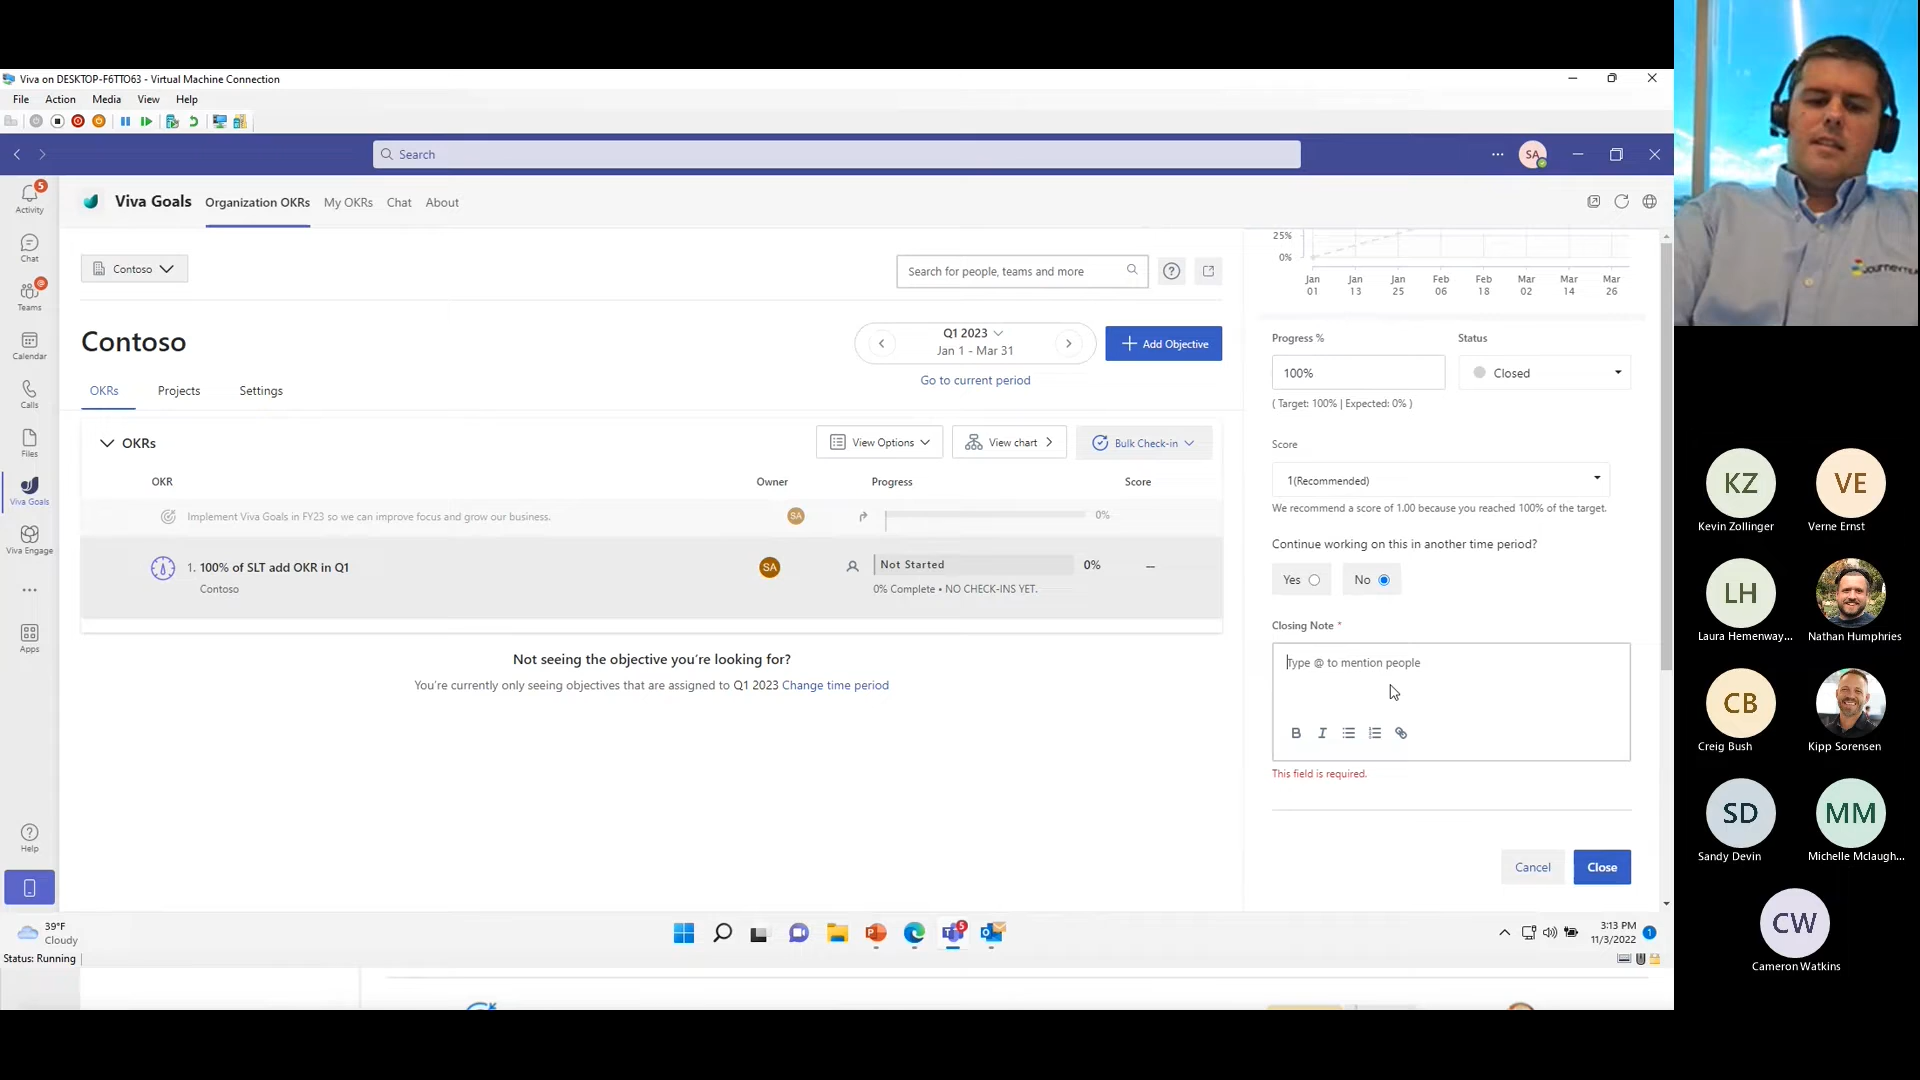 Viva on DESKTOP-F6TTO63 - Virtual Machine Connection
File Action Media View Help
Search
SA
Activity
5
Chat
Teams
Calendar
Calls
Files
Viva Goals
Viva Engage
Apps
Help
Viva Goals Organization OKRs My OKRs Chat About
Contoso
Search for people, teams and more
Contoso
Q1 2023
Jan 1 - Mar 31
Add Objective
Go to current period
OKRs Projects Settings
OKRs
View Options
View chart
Bulk Check-in
OKR Owner Progress Score
Implement Viva Goals in FY23 so we can improve focus and grow our business. SA 0%
1. 100% of SLT add OKR in Q1 SA Not Started 0% —
Contoso 0% Complete • NO CHECK-INS YET.
Not seeing the objective you're looking for?
You're currently only seeing objectives that are assigned to Q1 2023 Change time period
25%
0%
Jan 01 Jan 13 Jan 25 Feb 06 Feb 18 Mar 02 Mar 14 Mar 26
Progress % Status
100% Closed
( Target: 100% | Expected: 0% )
Score
1(Recommended)
We recommend a score of 1.00 because you reached 100% of the target.
Continue working on this in another time period?
Yes No
Closing Note *
Type @ to mention people
B I
This field is required.
Cancel Close
39°F
Cloudy
5
3:13 PM
11/3/2022
1
Status: Running
KZ
Kevin Zollinger
VE
Verne Ernst
LH
Laura Hemenway...
Nathan Humphries
CB
Creig Bush
Kipp Sorensen
SD
Sandy Devin
MM
Michelle Mclaugh...
CW
Cameron Watkins